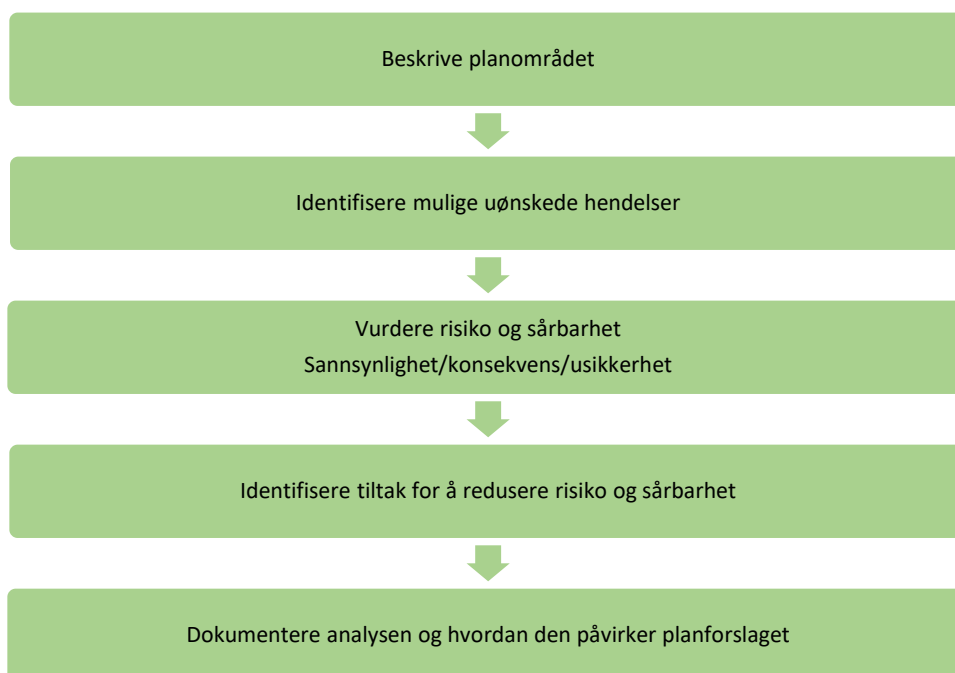 Beskrive planområdet
Identifisere mulige uønskede hendelser
Vurdere risiko og sårbarhet
Sannsynlighet/konsekvens/usikkerhet
Identifisere tiltak for å redusere risiko og sårbarhet
Dokumentere analysen og hvordan den påvirker planforslaget